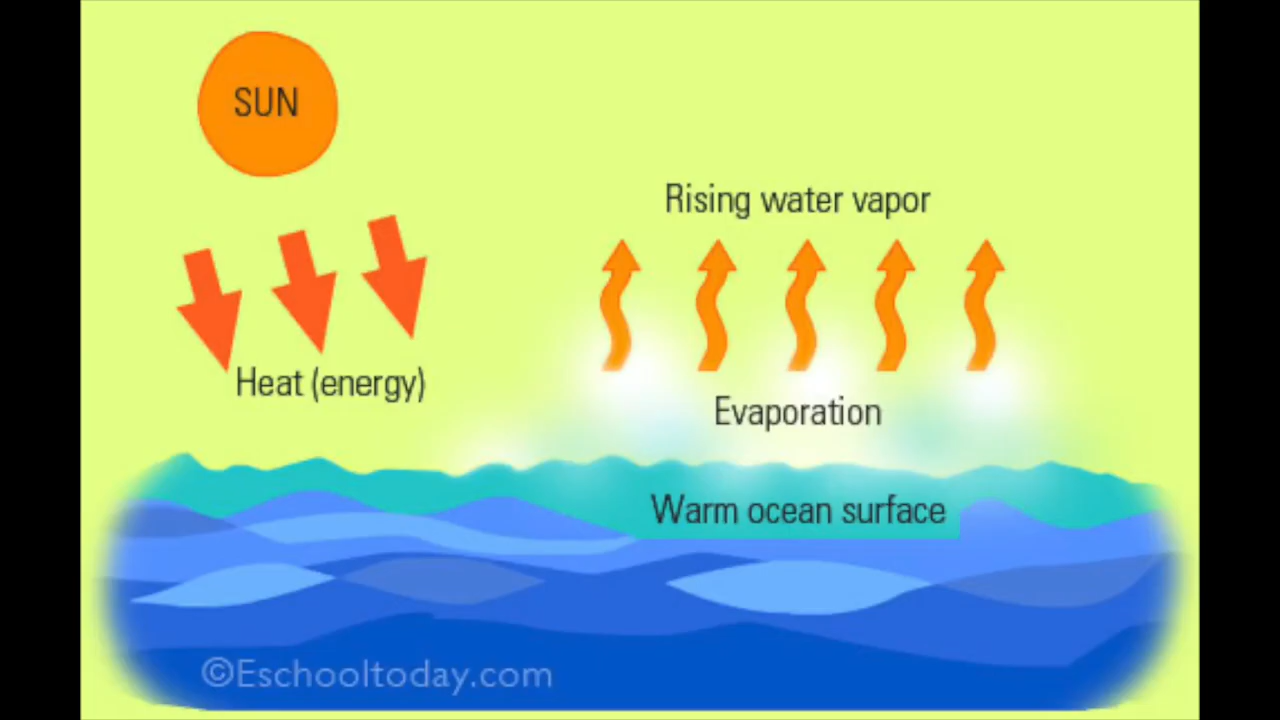 SUN
Rising water vapor
Heat (energy)
Evaporation
Warm ocean surface
©Eschooltoday.com